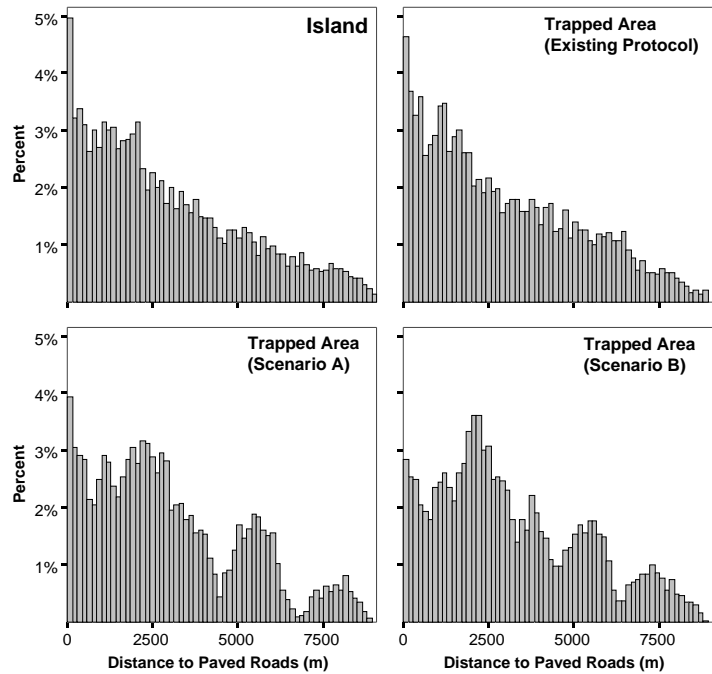 5%
4%
3%
2%
1%
Percent
Island
Trapped Area
(Existing Protocol)
5%
4%
3%
2%
1%
Percent
Trapped Area
(Scenario A)
Trapped Area
(Scenario B)
0 2500 5000 7500
0 2500 5000 7500
Distance to Paved Roads (m)
Distance to Paved Roads (m)